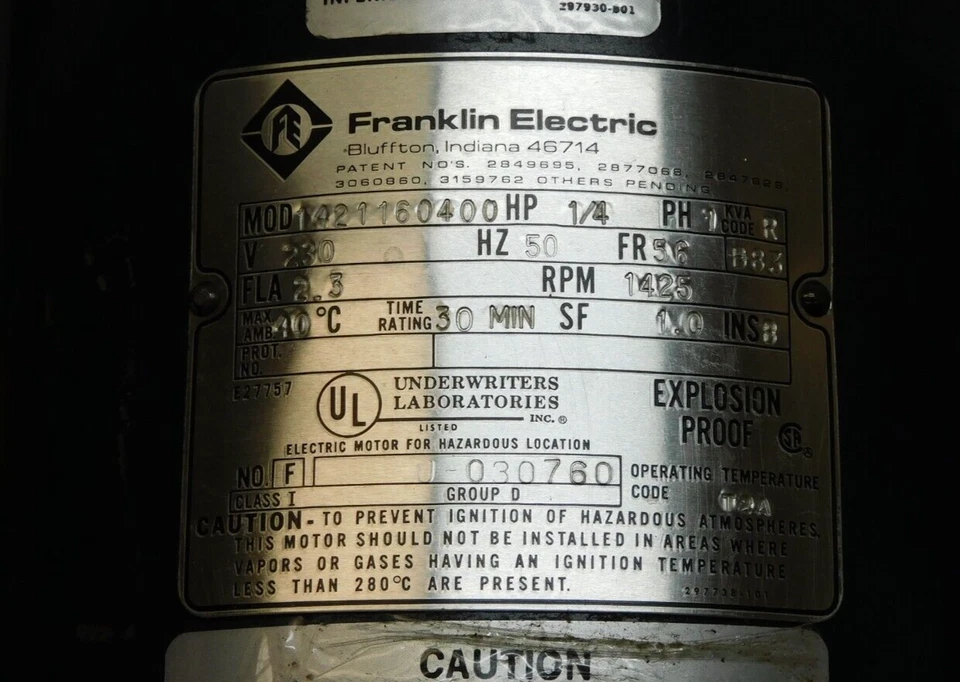 297930-B01
FE
Franklin Electric
Bluffton, Indiana 46714
PATENT NO'S. 2849695, 2877068, 2847629,
3060860, 3159762 OTHERS PENDING
MOD 1421160400 HP 1/4 PH 1 KVA CODE R
V 230 HZ 50 FR 56 B83
FLA 2.3 RPM 1425
MAX. AMB. 40 °C TIME RATING 30 MIN SF 1.0 INS B
PROT. NO.
E27757
UL UNDERWRITERS LABORATORIES INC.®
LISTED
EXPLOSION PROOF SA
ELECTRIC MOTOR FOR HAZARDOUS LOCATION
NO. F U-030760 OPERATING TEMPERATURE CODE
CLASS I GROUP D
CAUTION - TO PREVENT IGNITION OF HAZARDOUS ATMOSPHERES,
THIS MOTOR SHOULD NOT BE INSTALLED IN AREAS WHERE
VAPORS OR GASES HAVING AN IGNITION TEMPERATURE
LESS THAN 280°C ARE PRESENT.
CAUTION